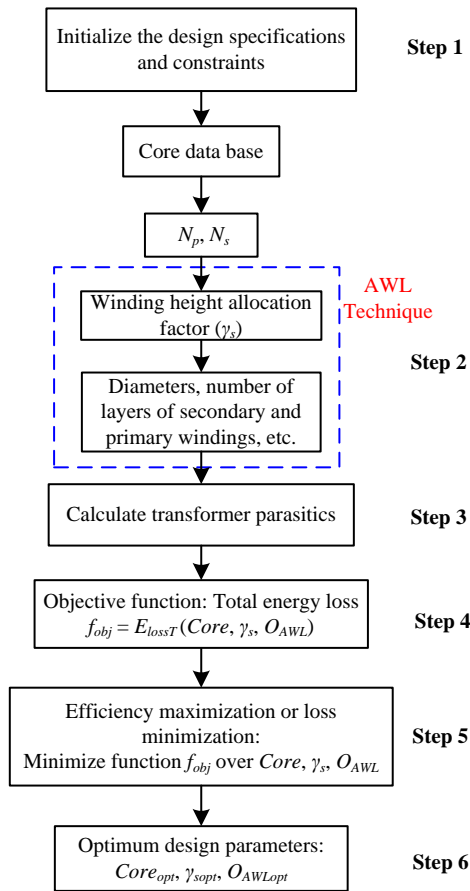 Initialize the design specifications
and constraints
Step 1
Core data base
Np, Ns
AWL
Technique
Winding height allocation
factor (γs)
Step 2
Diameters, number of
layers of secondary and
primary windings, etc.
Calculate transformer parasitics
Step 3
Objective function: Total energy loss
fobj = ElossT (Core, γs, OAWL)
Step 4
Efficiency maximization or loss
minimization:
Minimize function fobj over Core, γs, OAWL
Step 5
Optimum design parameters:
Coreopt, γsopt, OAWLopt
Step 6